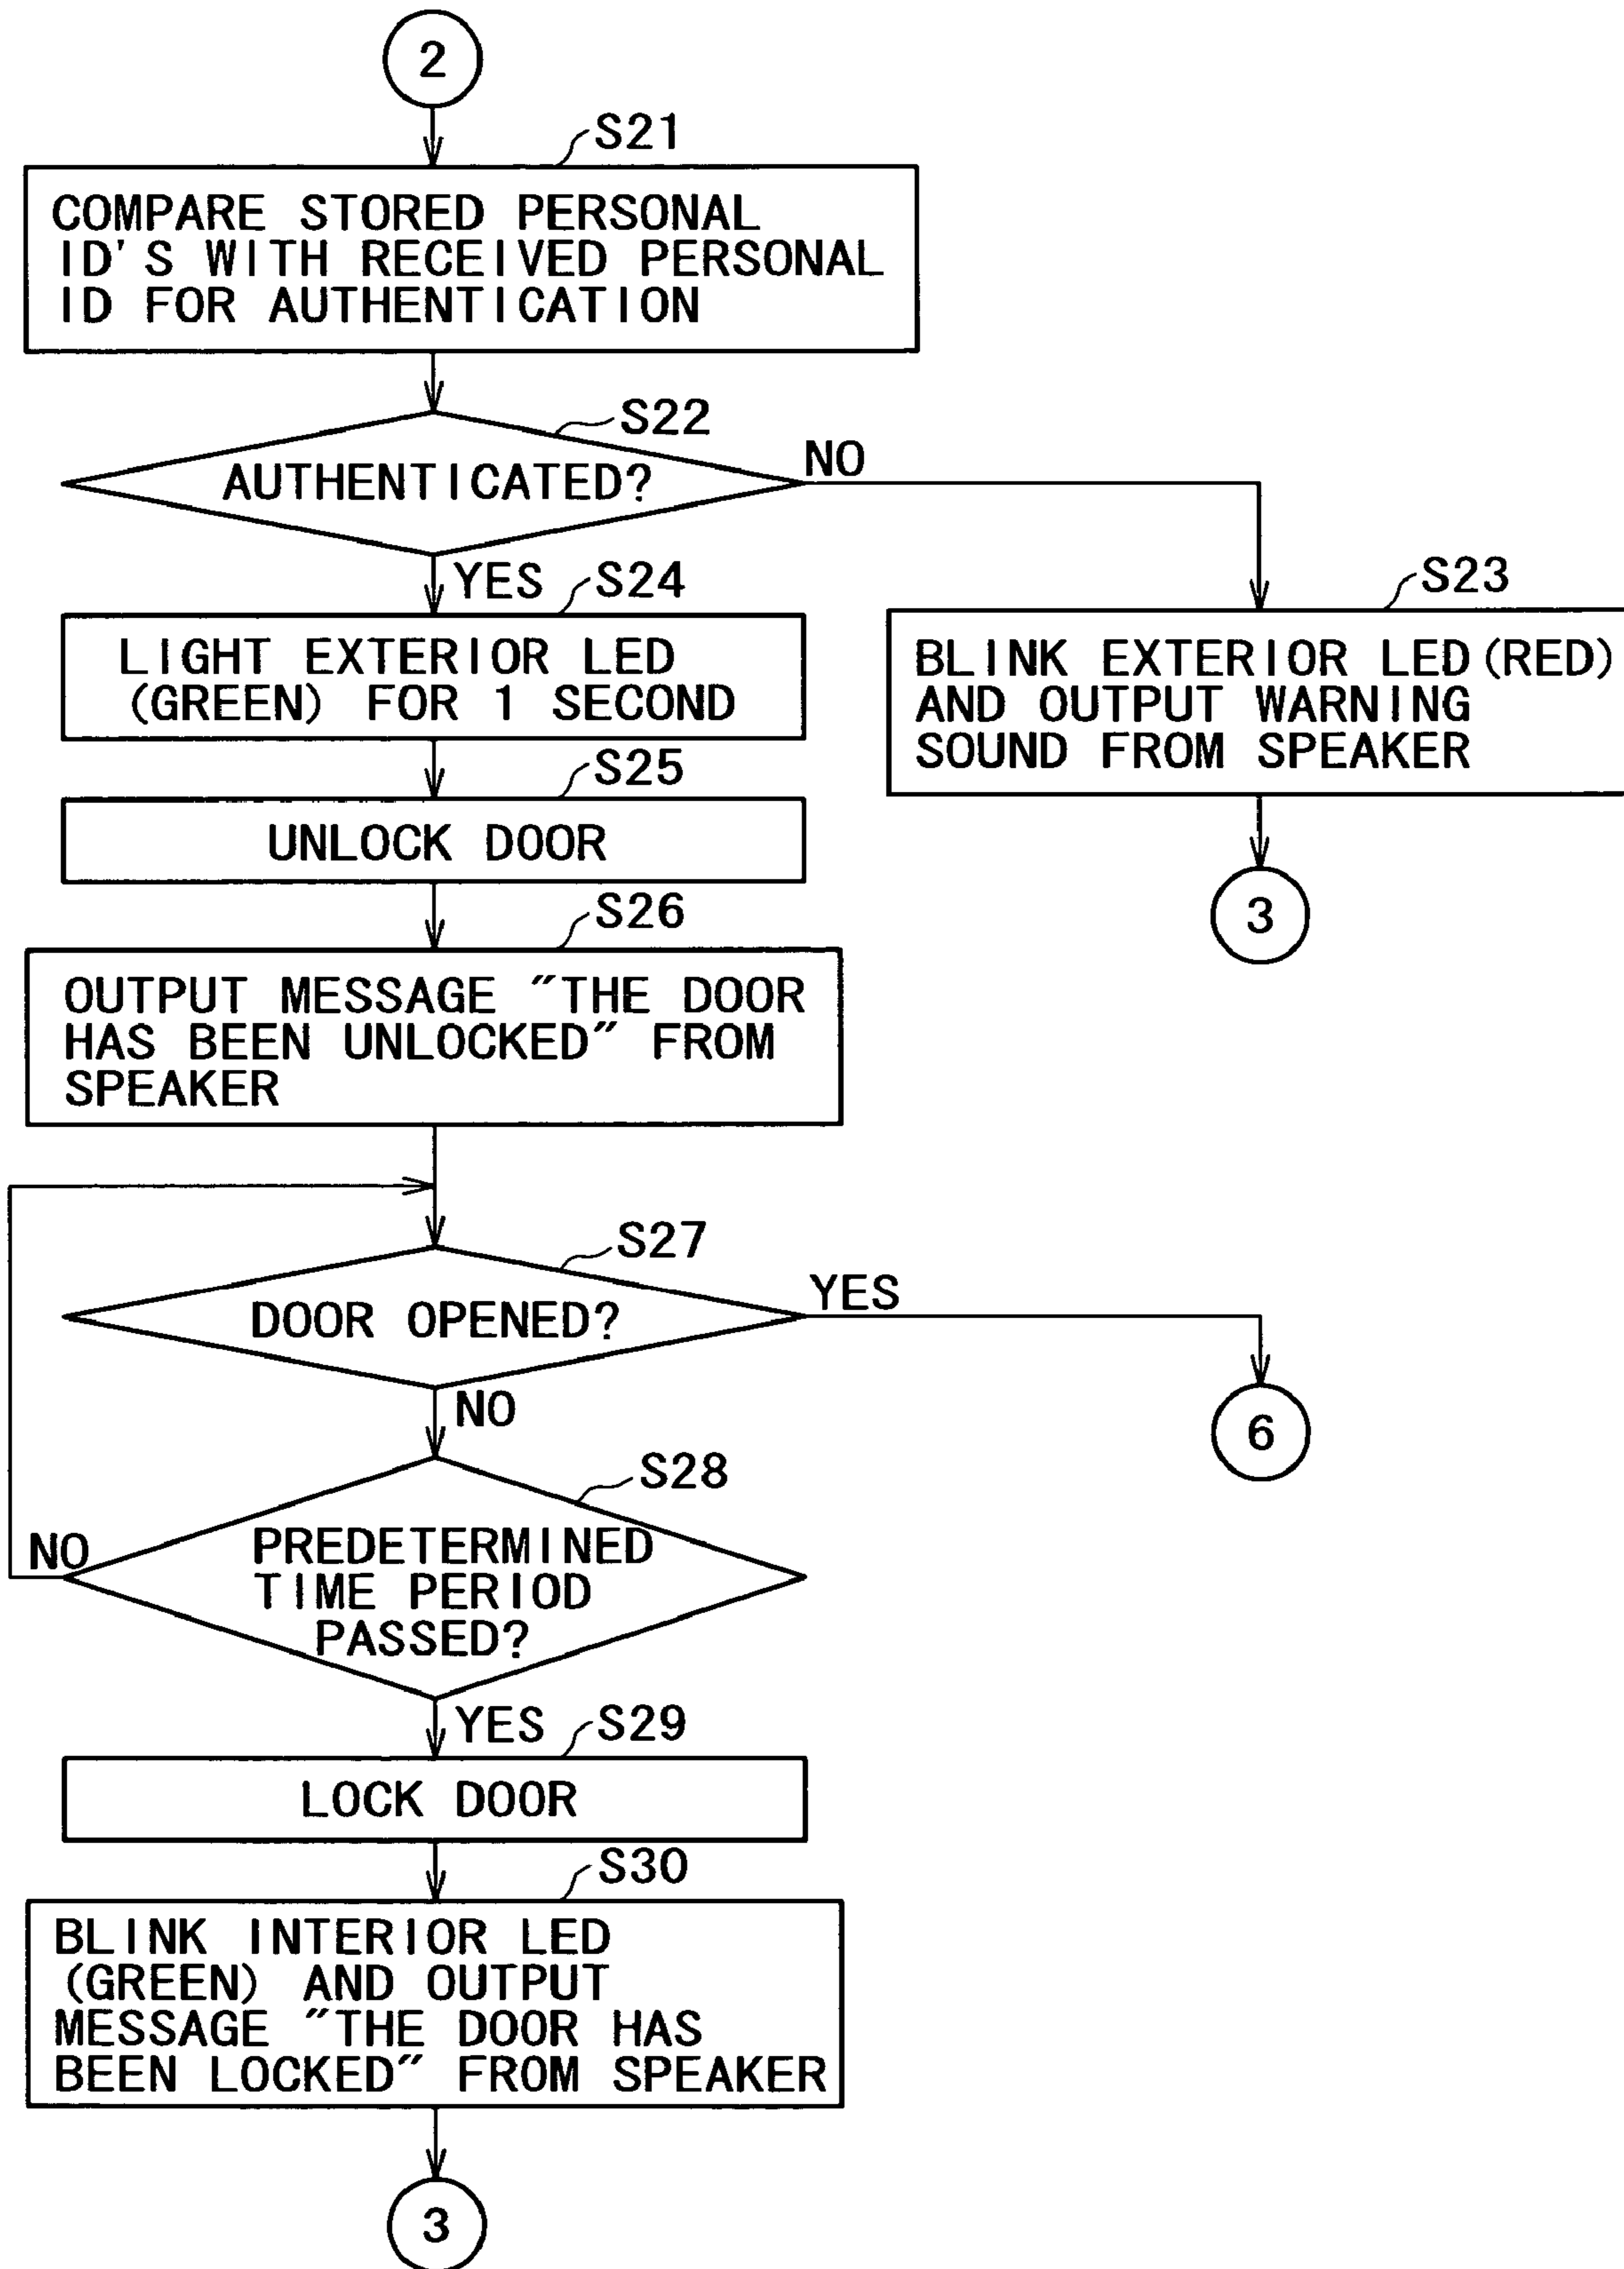 2
S21
COMPARE STORED PERSONAL
ID'S WITH RECEIVED PERSONAL
ID FOR AUTHENTICATION
S22
AUTHENTICATED?
NO
YES
S24
LIGHT EXTERIOR LED
(GREEN) FOR 1 SECOND
S23
BLINK EXTERIOR LED(RED)
AND OUTPUT WARNING
SOUND FROM SPEAKER
3
S25
UNLOCK DOOR
S26
OUTPUT MESSAGE "THE DOOR
HAS BEEN UNLOCKED" FROM
SPEAKER
S27
DOOR OPENED?
YES
6
NO
S28
PREDETERMINED
TIME PERIOD
PASSED?
NO
YES
S29
LOCK DOOR
S30
BLINK INTERIOR LED
(GREEN) AND OUTPUT
MESSAGE "THE DOOR HAS
BEEN LOCKED" FROM SPEAKER
3